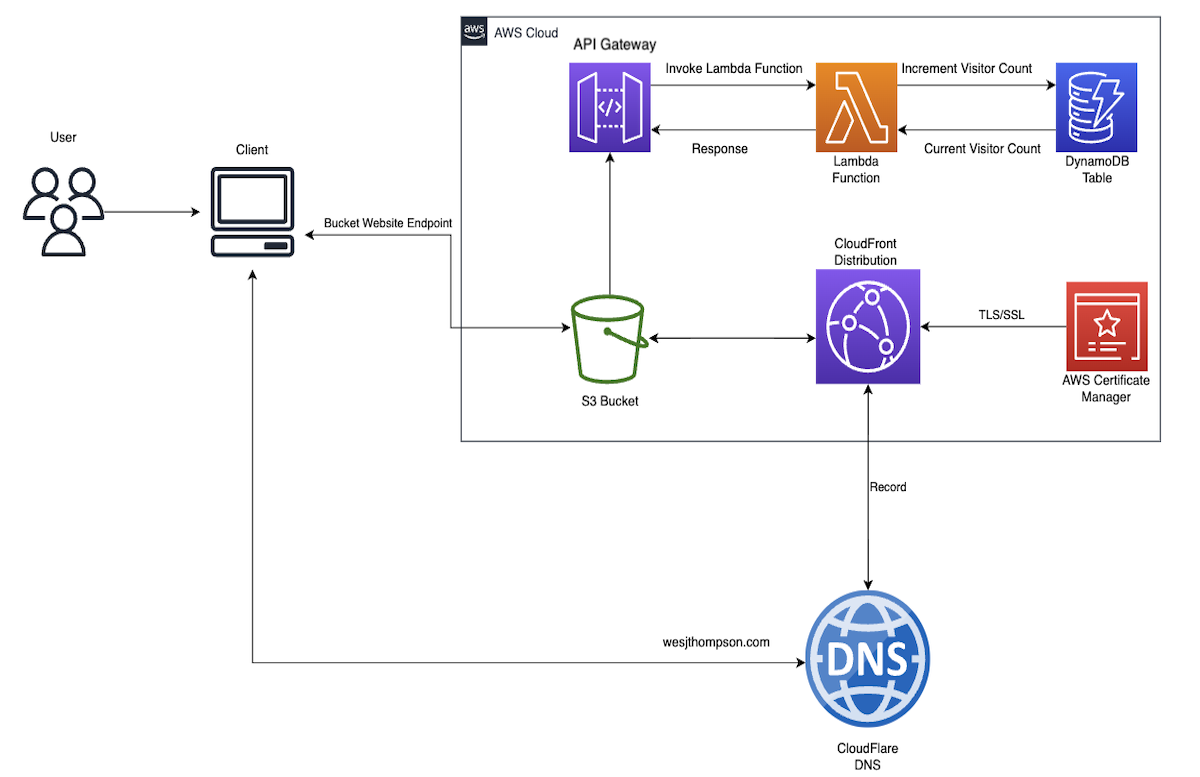 aws
AWS Cloud
API Gateway
Invoke Lambda Function
Increment Visitor Count
</>
Response
Current Visitor Count
Lambda
Function
DynamoDB
Table
User
Client
Bucket Website Endpoint
CloudFront
Distribution
TLS/SSL
S3 Bucket
AWS Certificate
Manager
Record
wesjthompson.com
DNS
CloudFlare
DNS